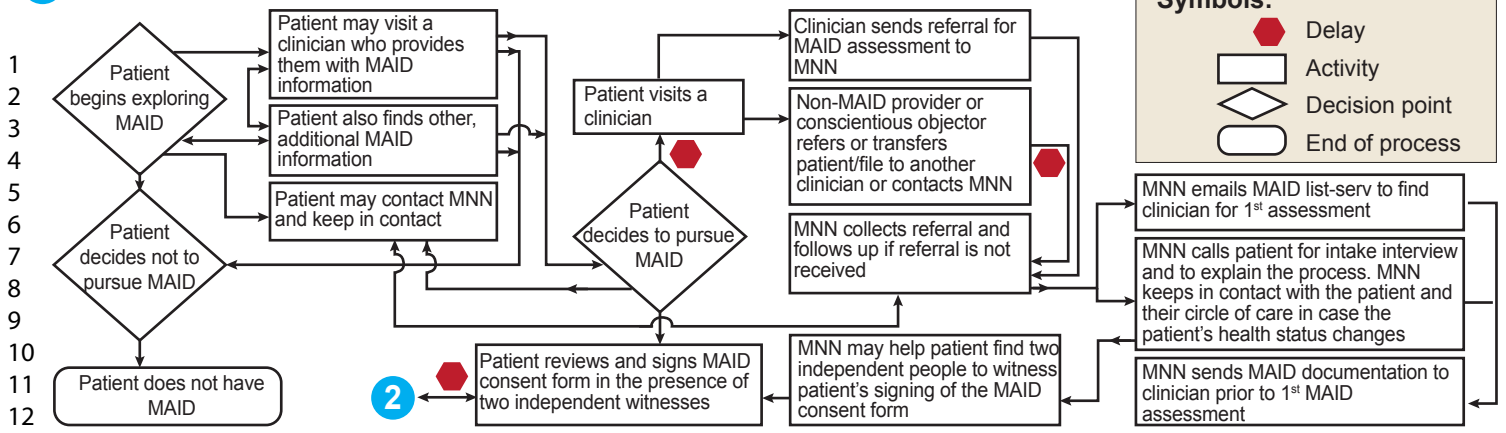 1
2
3
4
5
6
7
8
9
10
11
12
Patient
begins exploring
MAID
Patient
decides not to
pursue MAID
Patient does not have
MAID
Patient may visit a
clinician who provides
them with MAID
information
Patient also finds other,
additional MAID
information
Patient may contact MNN
and keep in contact
Patient visits a
clinician
Patient
decides to pursue
MAID
2
Patient reviews and signs MAID
consent form in the presence of
two independent witnesses
Clinician sends referral for
MAID assessment to
MNN
Non-MAID provider or
conscientious objector
refers or transfers
patient/file to another
clinician or contacts MNN
MNN collects referral and
follows up if referral is not
received
MNN may help patient find two
independent people to witness
patient's signing of the MAID
consent form
Symbols:
Delay
Activity
Decision point
End of process
MNN emails MAID list-serv to find
clinician for 1st assessment
MNN calls patient for intake interview
and to explain the process. MNN
keeps in contact with the patient and
their circle of care in case the
patient's health status changes
MNN sends MAID documentation to
clinician prior to 1st MAID
assessment